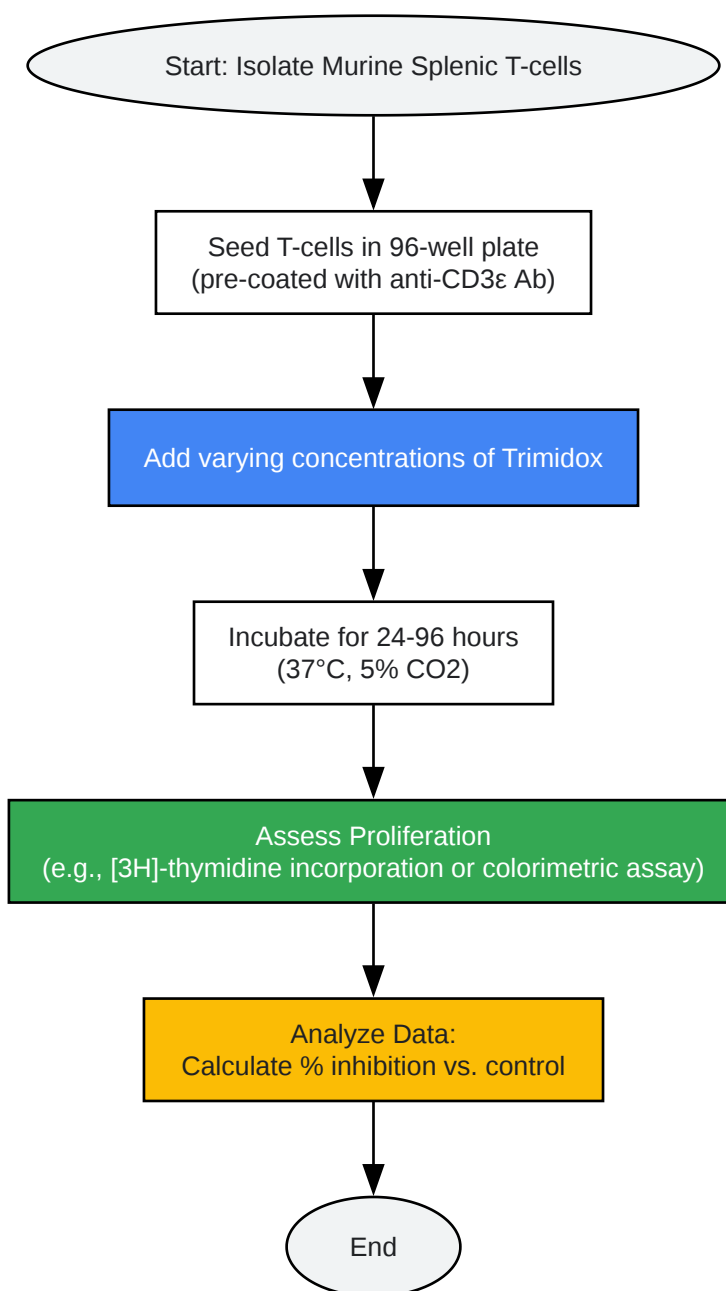 Start: Isolate Murine Splenic T-cells
Seed T-cells in 96-well plate
(pre-coated with anti-CD3ε Ab)
Add varying concentrations of Trimidox
Incubate for 24-96 hours
(37°C, 5% CO2)
Assess Proliferation
(e.g., [3H]-thymidine incorporation or colorimetric assay)
Analyze Data:
Calculate % inhibition vs. control
End